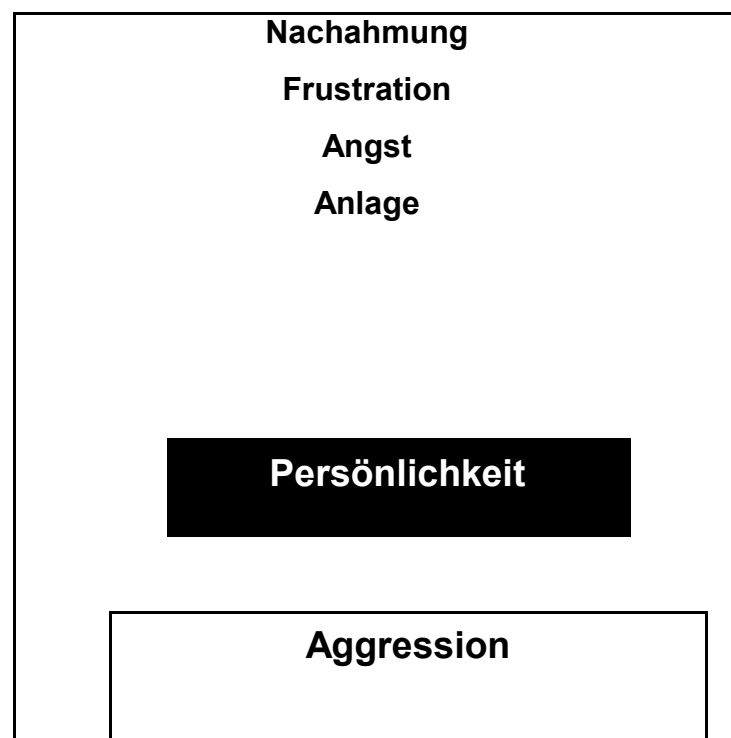 Nachahmung
Frustration
Angst
Anlage
Persönlichkeit
Aggression